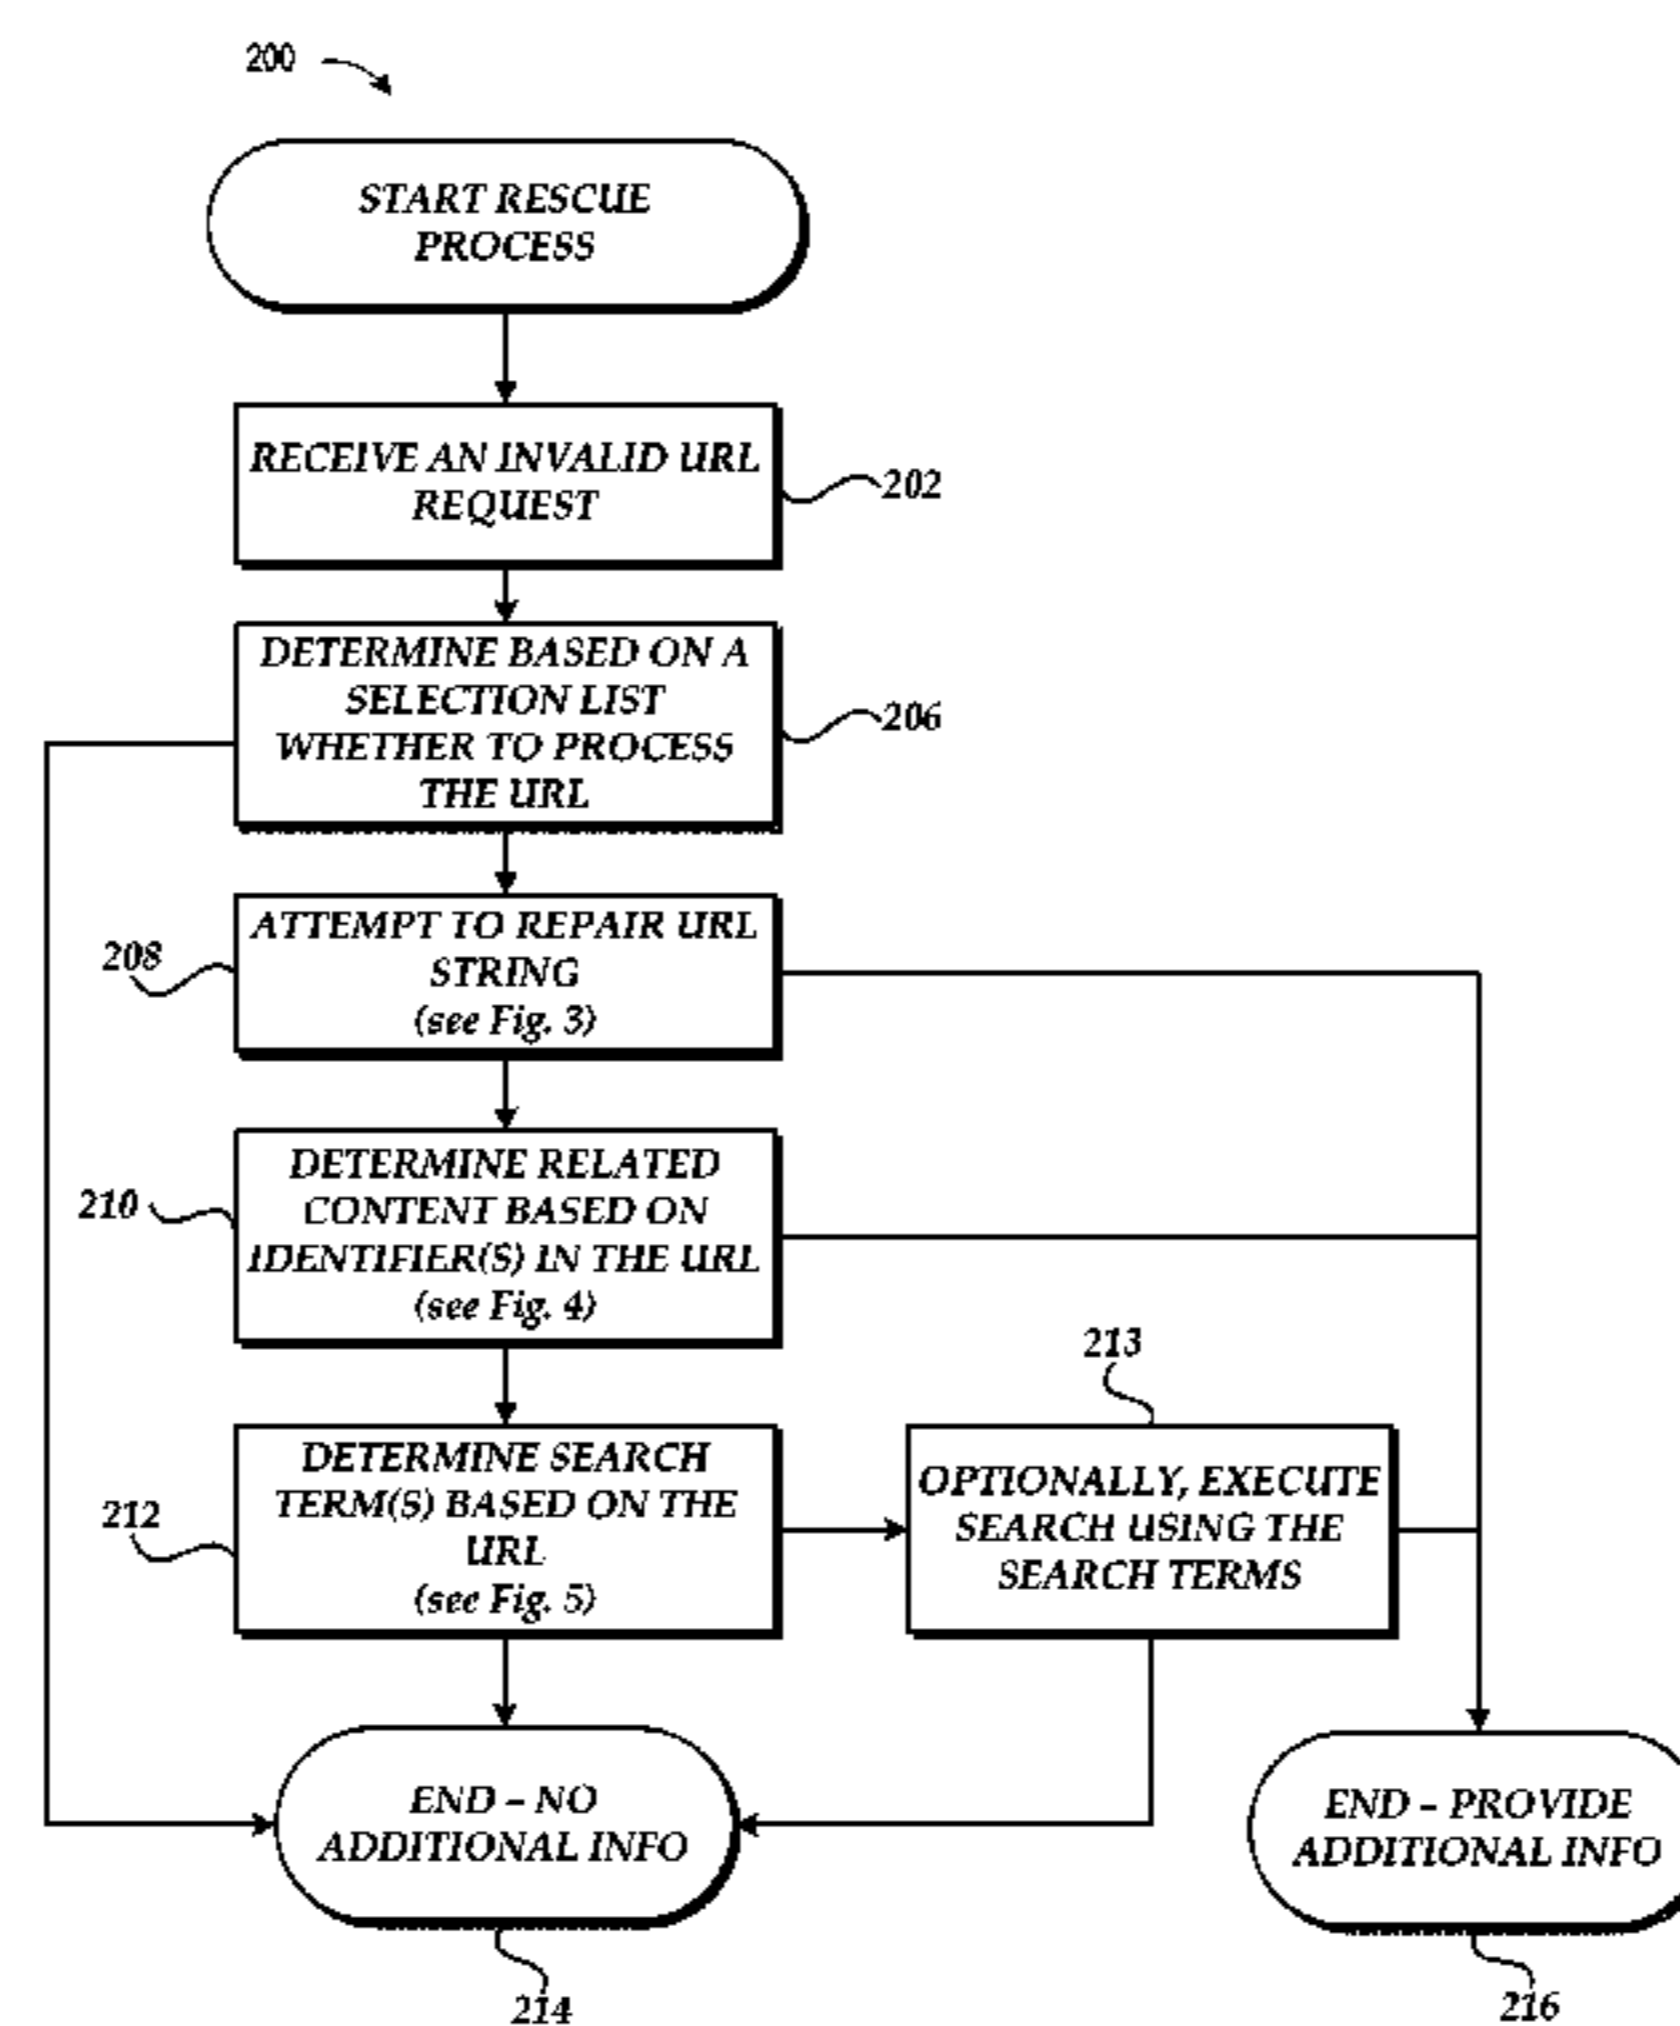 200
START RESCUE
PROCESS
RECEIVE AN INVALID URL
REQUEST
202
DETERMINE BASED ON A
SELECTION LIST
WHETHER TO PROCESS
THE URL
206
ATTEMPT TO REPAIR URL
STRING
(see Fig. 3)
208
DETERMINE RELATED
CONTENT BASED ON
IDENTIFIER(S) IN THE URL
(see Fig. 4)
210
213
DETERMINE SEARCH
TERM(S) BASED ON THE
URL
(see Fig. 5)
212
OPTIONALLY, EXECUTE
SEARCH USING THE
SEARCH TERMS
END – NO
ADDITIONAL INFO
214
END – PROVIDE
ADDITIONAL INFO
216